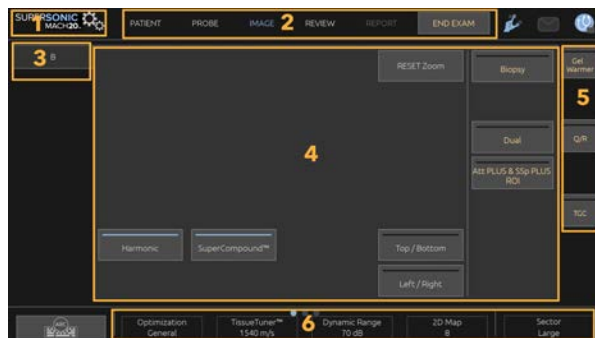 SUPERSONIC
MACH20
1
PATIENT PROBE IMAGE 2 REVIEW REPORT END EXAM
3 B
RESET Zoom
Biopsy
Gel
Warmer
5
4
Dual
Q/R
Att PLUS & SSp PLUS
ROI
TGC
Harmonic SuperCompound™ Top / Bottom
Left / Right
AEC
Optimization
General
TissueTuner™
1540 m/s
6
Dynamic Range
70 dB
2D Map
8
Sector
Large